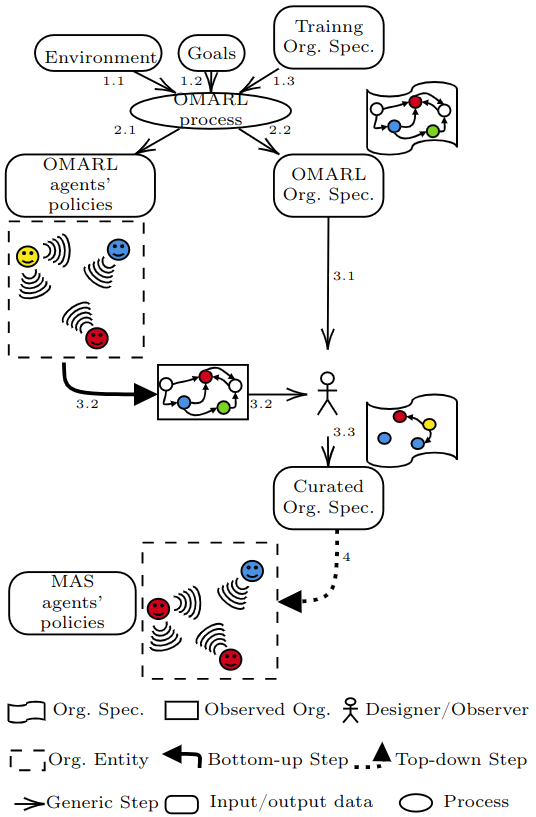 Trainng
Org. Spec.
Environment
Goals
1.1
1.2
1.3
OMARL
process
2.1
2.2
OMARL
agents'
policies
OMARL
Org. Spec.
3.1
3.2
3.2
3.3
Curated
Org. Spec.
4
MAS
agents'
policies
Org. Spec.
Observed Org.
Designer/Observer
Org. Entity
Bottom-up Step
Top-down Step
Generic Step
Input/output data
Process